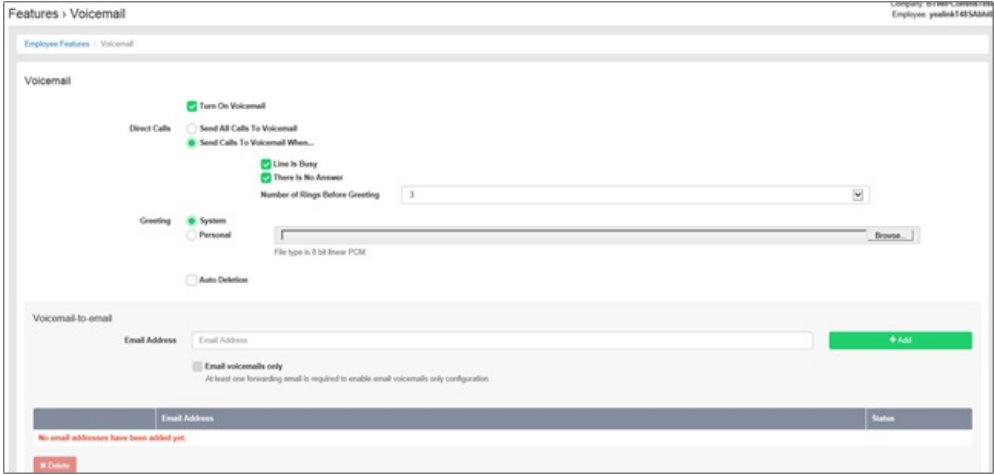 Features › Voicemail
Company:
Employee:
Employee Features / Voicemail
Voicemail
Turn On Voicemail
Direct Calls
Send All Calls To Voicemail
Send Calls To Voicemail When...
Line Is Busy
There Is No Answer
Number of Rings Before Greeting 3
Greeting
System
Personal
Browse...
File type is 8 bit linear PCM.
Auto Deletion
Voicemail-to-email
Email Address
Email Address
+ Add
Email voicemails only
At least one forwarding email is required to enable email voicemails only configuration.
Email Address Status
No email addresses have been added yet.
✖ Delete